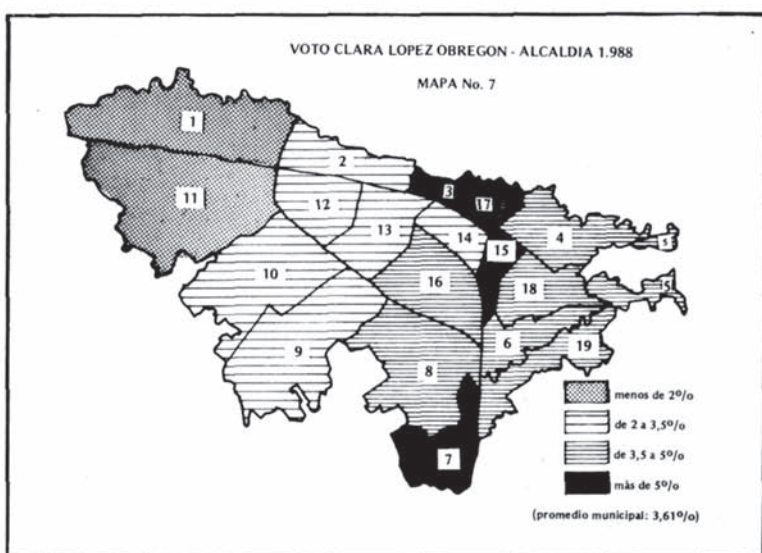 VOTO CLARA LOPEZ OBREGON - ALCALDIA 1.988
MAPA No. 7
1
2
3
17
11
12
13
14
15
4
5
10
16
18
5
9
8
6
19
7
menos de 2º/o
de 2 a 3,5º/o
de 3,5 a 5º/o
màs de 5º/o
(promedio municipal: 3,61º/o)